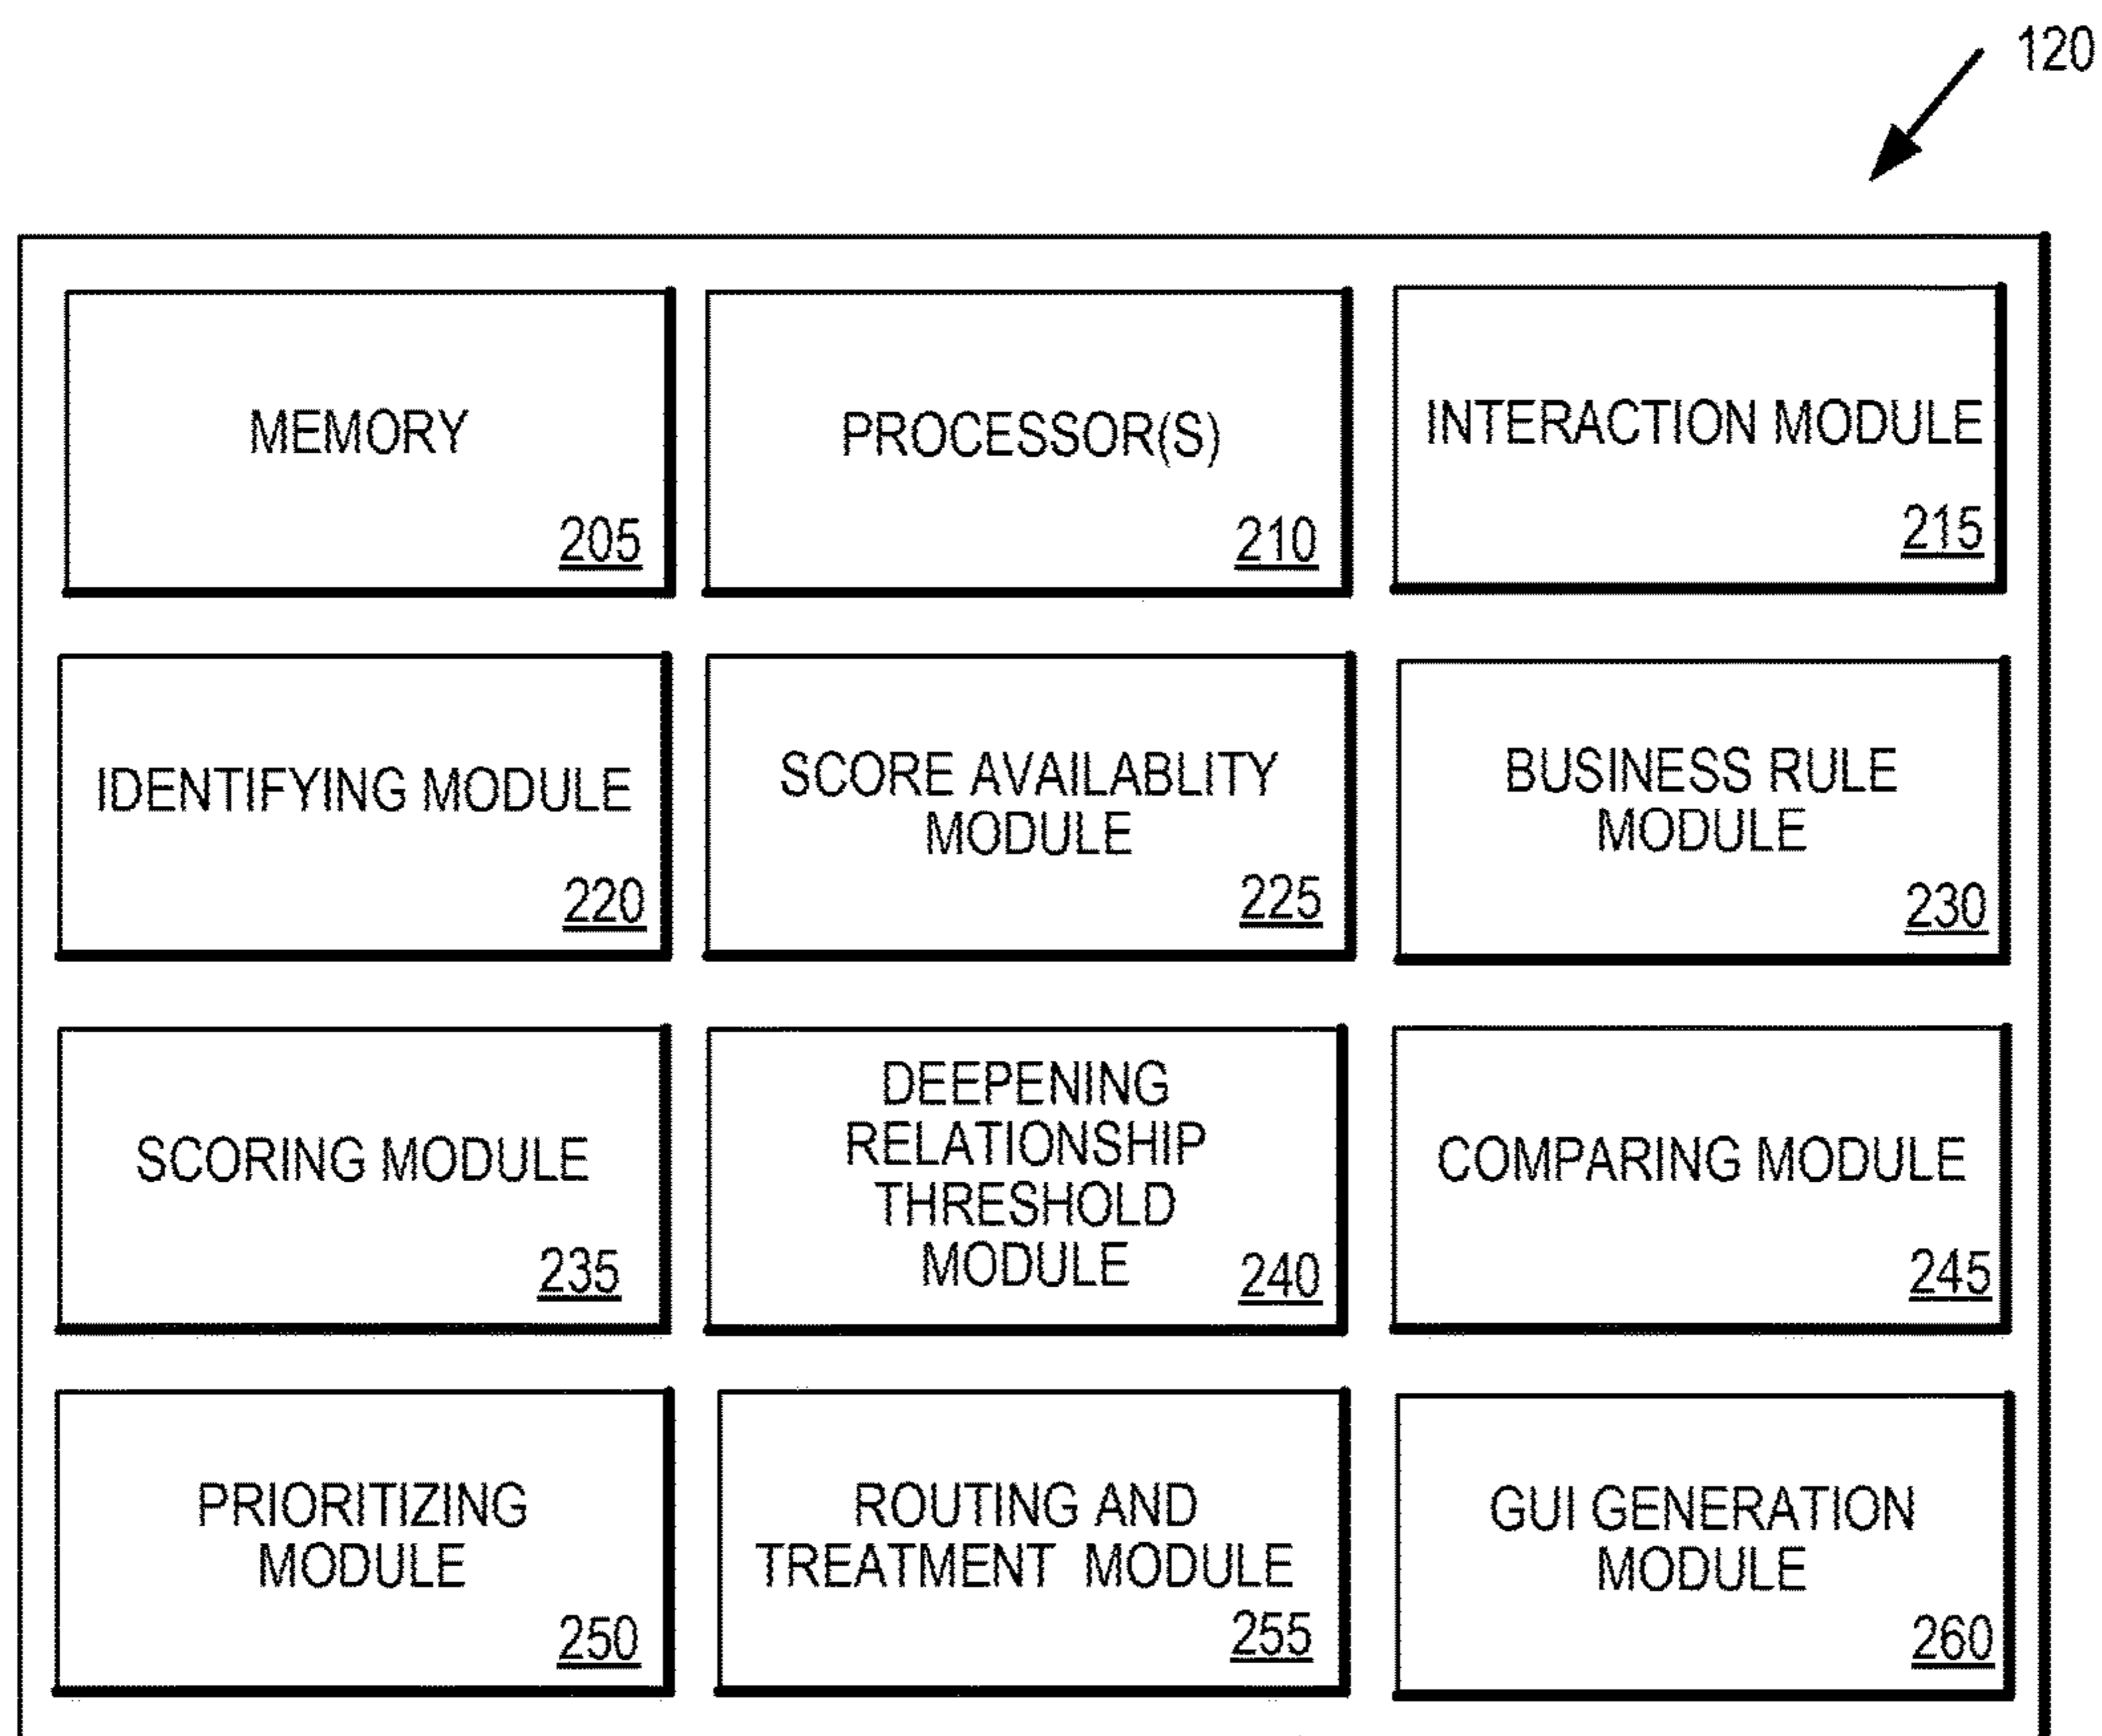 120
MEMORY
205
PROCESSOR(S)
210
INTERACTION MODULE
215
IDENTIFYING MODULE
220
SCORE AVAILABLITY
MODULE
225
BUSINESS RULE
MODULE
230
SCORING MODULE
235
DEEPENING
RELATIONSHIP
THRESHOLD
MODULE
240
COMPARING MODULE
245
PRIORITIZING
MODULE
250
ROUTING AND
TREATMENT MODULE
255
GUI GENERATION
MODULE
260